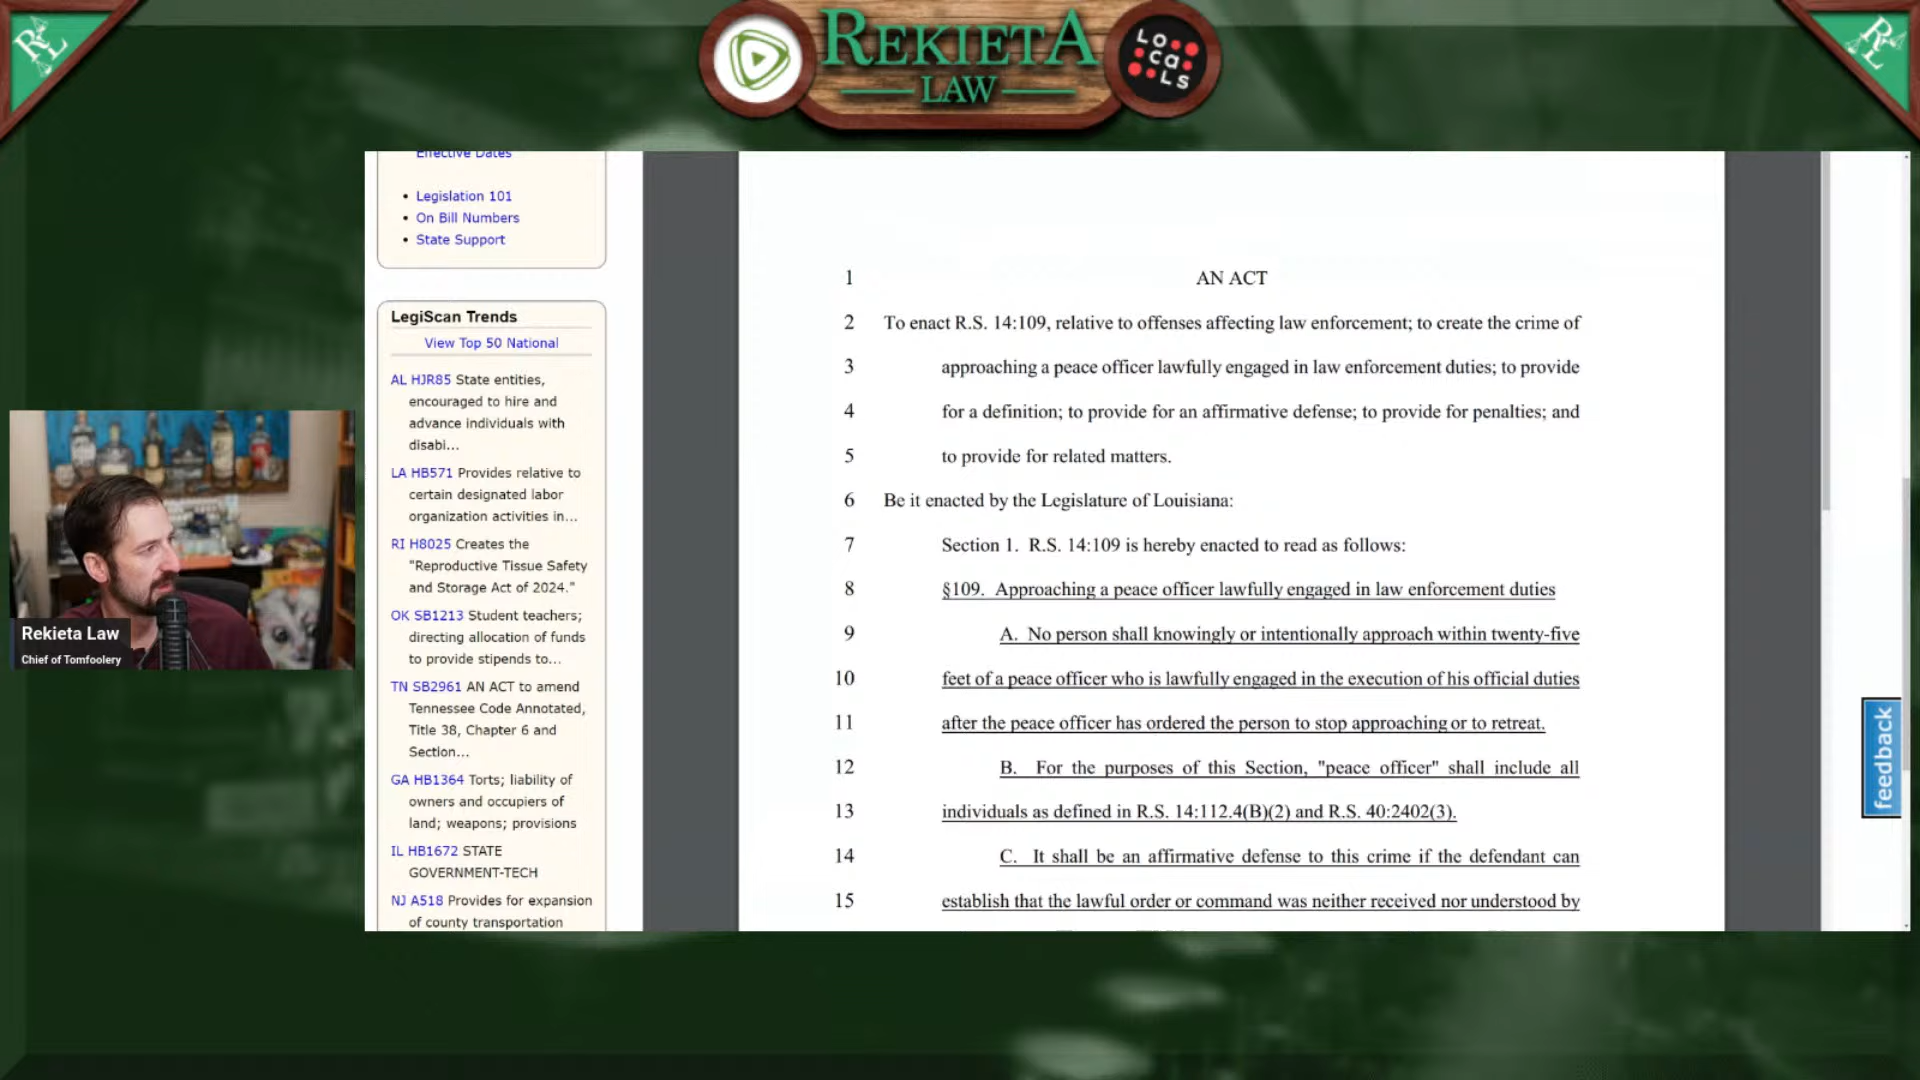 REKIETA
LAW
LOcaLS
RL
RL
Effective Dates
• Legislation 101
• On Bill Numbers
• State Support
LegiScan Trends
View Top 50 National
AL HJR85 State entities,
encouraged to hire and
advance individuals with
disabi...
LA HB571 Provides relative to
certain designated labor
organization activities in...
RI H8025 Creates the
"Reproductive Tissue Safety
and Storage Act of 2024."
OK SB1213 Student teachers;
directing allocation of funds
to provide stipends to...
TN SB2961 AN ACT to amend
Tennessee Code Annotated,
Title 38, Chapter 6 and
Section...
GA HB1364 Torts; liability of
owners and occupiers of
land; weapons; provisions
IL HB1672 STATE
GOVERNMENT-TECH
NJ A518 Provides for expansion
of county transportation
1 AN ACT
2 To enact R.S. 14:109, relative to offenses affecting law enforcement; to create the crime of
3 approaching a peace officer lawfully engaged in law enforcement duties; to provide
4 for a definition; to provide for an affirmative defense; to provide for penalties; and
5 to provide for related matters.
6 Be it enacted by the Legislature of Louisiana:
7 Section 1. R.S. 14:109 is hereby enacted to read as follows:
8 §109. Approaching a peace officer lawfully engaged in law enforcement duties
9 A. No person shall knowingly or intentionally approach within twenty-five
10 feet of a peace officer who is lawfully engaged in the execution of his official duties
11 after the peace officer has ordered the person to stop approaching or to retreat.
12 B. For the purposes of this Section, "peace officer" shall include all
13 individuals as defined in R.S. 14:112.4(B)(2) and R.S. 40:2402(3).
14 C. It shall be an affirmative defense to this crime if the defendant can
15 establish that the lawful order or command was neither received nor understood by
feedback
Rekieta Law
Chief of Tomfoolery